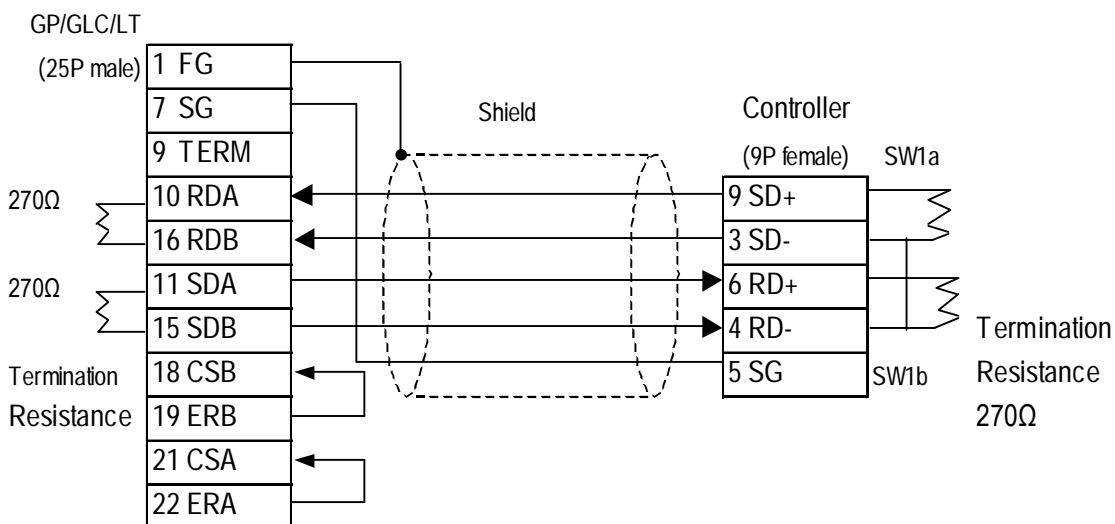 GP/GLC/LT
(25P male)
1 FG
7 SG
9 TERM
10 RDA
16 RDB
11 SDA
15 SDB
18 CSB
19 ERB
21 CSA
22 ERA
270Ω
270Ω
Termination
Resistance
Shield
Controller
(9P female)
SW1a
9 SD+
3 SD-
6 RD+
4 RD-
5 SG
SW1b
Termination
Resistance
270Ω